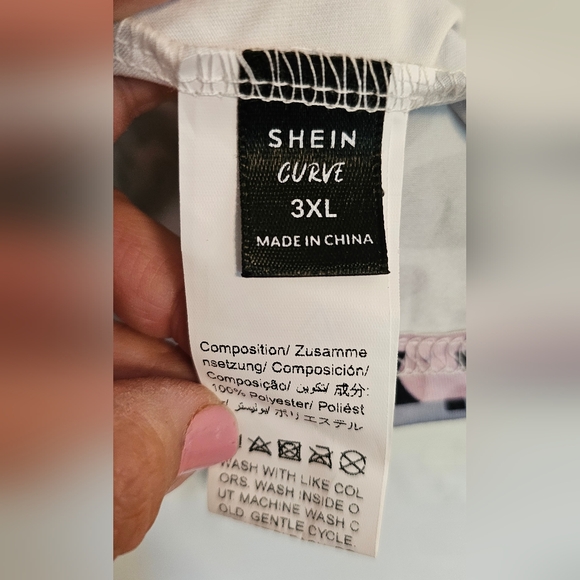 SHEIN
CURVE
3XL
MADE IN CHINA
Composition/ Zusamme
nsetzung/ Composición/
Composição/ تكوين/ 成分:
100% Polyester/ Poliést
بوليستر/ ポリエステル
WASH WITH LIKE COL
ORS. WASH INSIDE O
UT MACHINE WASH C
OLD GENTLE CYCLE.